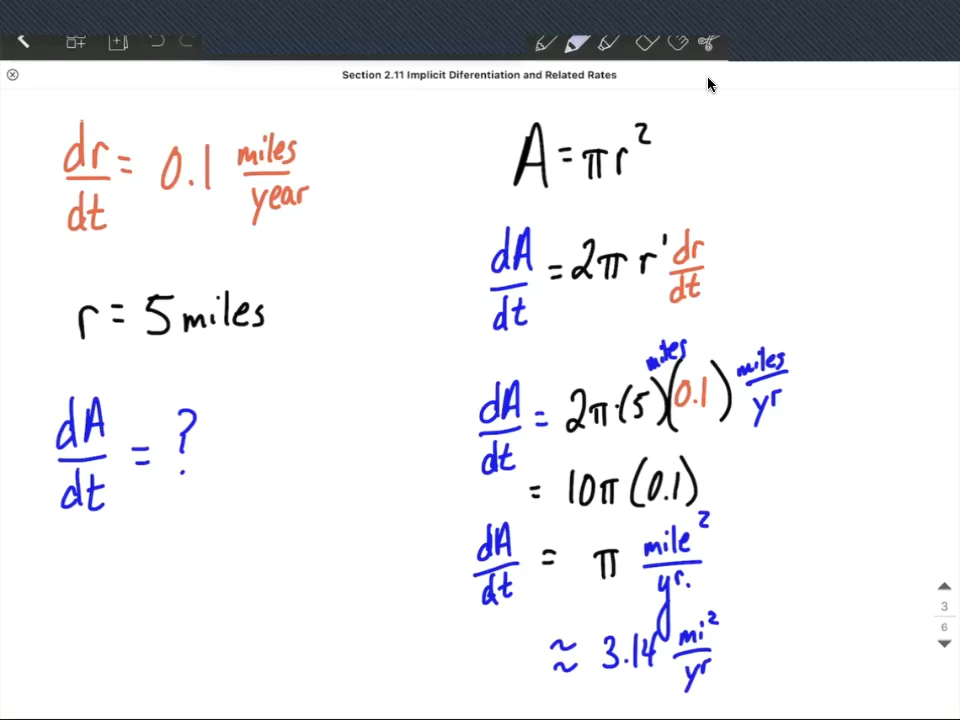 Section 2.11 Implicit Diferentiation and Related Rates
dr/dt = 0.1 miles/year
r = 5 miles
dA/dt = ?
A = πr²
dA/dt = 2π r' dr/dt
dA/dt = 2π·(5) miles (0.1) miles/yr
= 10π(0.1)
dA/dt = π mile²/yr.
≈ 3.14 mi²/yr
3
6